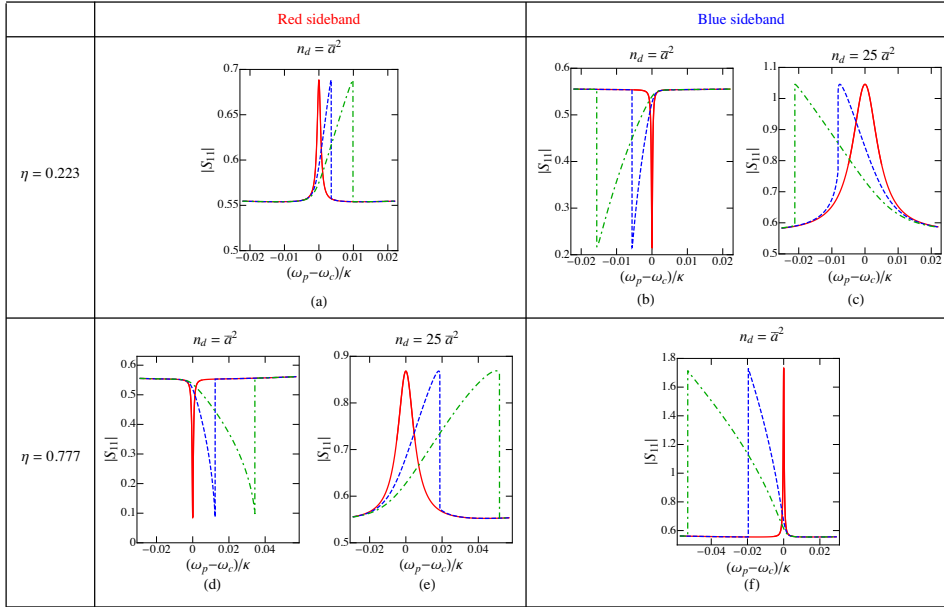 Red sideband
Blue sideband
η = 0.223
n_d = a̅²
|S₁₁|
0.7
0.65
0.6
0.55
0.5
−0.02 −0.01 0 0.01 0.02
(ω_p−ω_c)/κ
(a)
n_d = a̅²
|S₁₁|
0.6
0.5
0.4
0.3
0.2
−0.02 −0.01 0 0.01 0.02
(ω_p−ω_c)/κ
(b)
n_d = 25 a̅²
|S₁₁|
1.1
1
0.9
0.8
0.7
0.6
0.5
−0.02 −0.01 0 0.01 0.02
(ω_p−ω_c)/κ
(c)
η = 0.777
n_d = a̅²
|S₁₁|
0.6
0.5
0.4
0.3
0.2
0.1
0
−0.02 0 0.02 0.04
(ω_p−ω_c)/κ
(d)
n_d = 25 a̅²
|S₁₁|
0.9
0.8
0.7
0.6
0.5
−0.02 0 0.02 0.04
(ω_p−ω_c)/κ
(e)
n_d = a̅²
|S₁₁|
1.8
1.6
1.4
1.2
1
0.8
0.6
−0.04 −0.02 0 0.02
(ω_p−ω_c)/κ
(f)